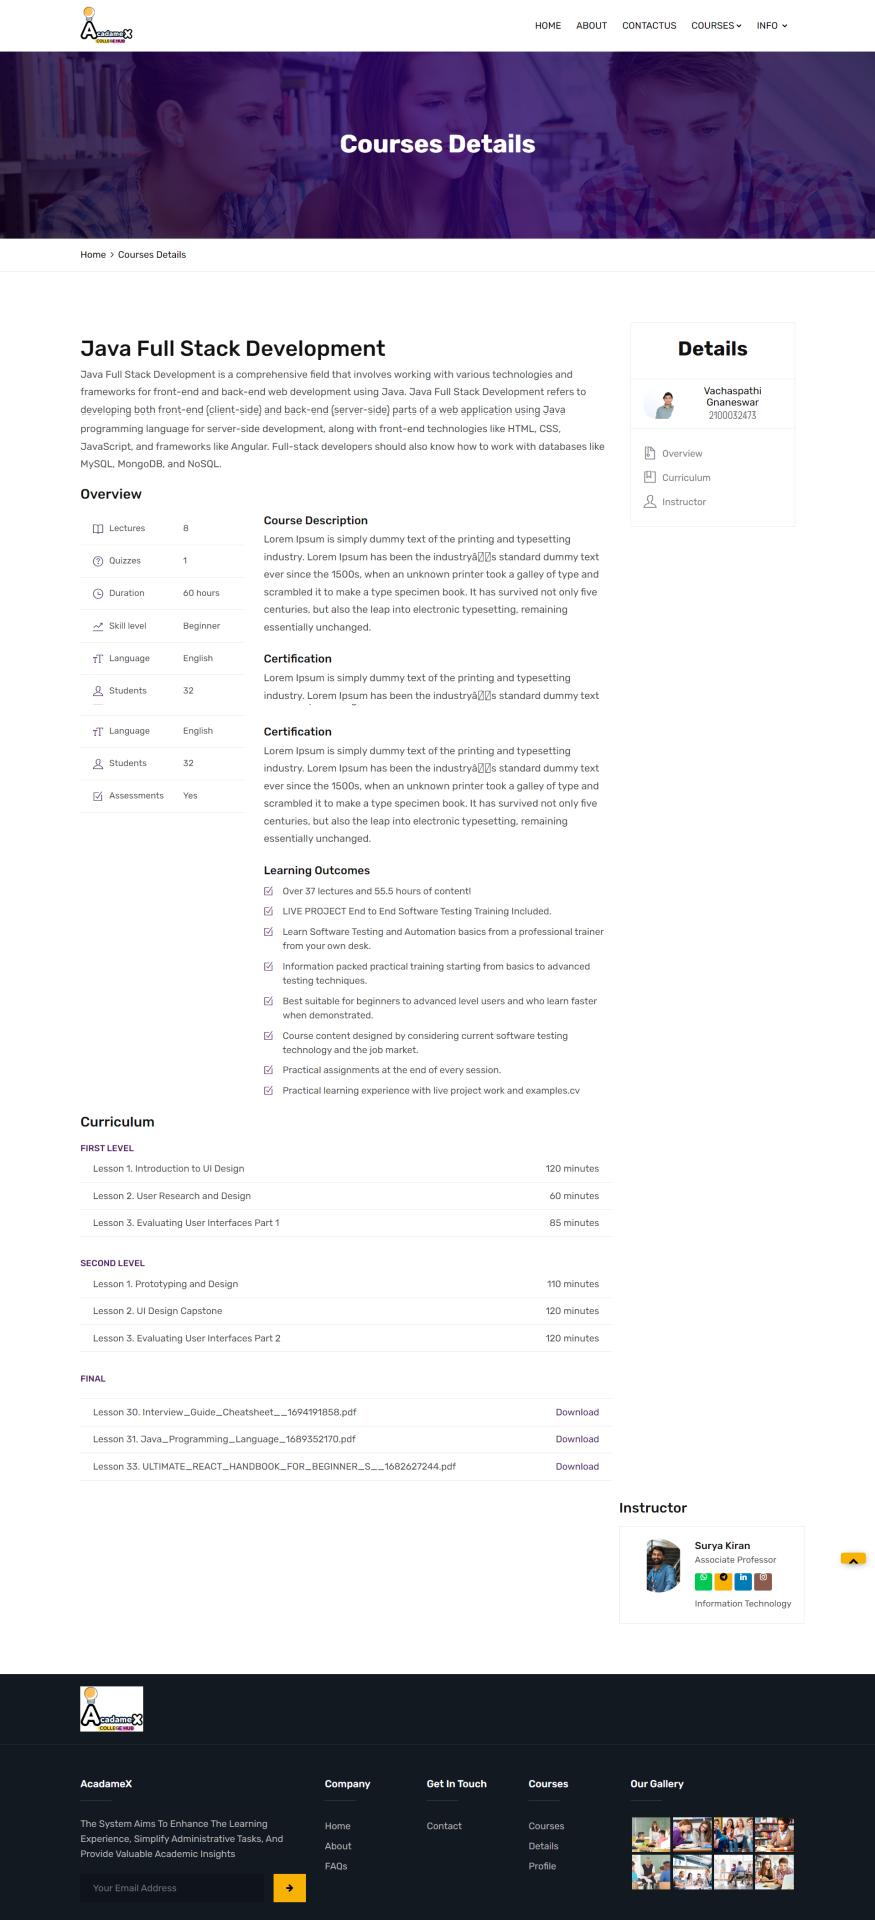 AcadameX
COLLEGE HUB
HOME ABOUT CONTACTUS COURSES INFO
Courses Details
Home > Courses Details
Java Full Stack Development
Java Full Stack Development is a comprehensive field that involves working with various technologies and
frameworks for front-end and back-end web development using Java. Java Full Stack Development refers to
developing both front-end (client-side) and back-end (server-side) parts of a web application using Java
programming language for server-side development, along with front-end technologies like HTML, CSS,
JavaScript, and frameworks like Angular. Full-stack developers should also know how to work with databases like
MySQL, MongoDB, and NoSQL.
Details
Vachaspathi
Gnaneswar
2100032473
Overview
Curriculum
Instructor
Overview
Lectures 8
Quizzes 1
Duration 60 hours
Skill level Beginner
Language English
Students 32
Language English
Students 32
Assessments Yes
Course Description
Lorem Ipsum is simply dummy text of the printing and typesetting
industry. Lorem Ipsum has been the industryâ��s standard dummy text
ever since the 1500s, when an unknown printer took a galley of type and
scrambled it to make a type specimen book. It has survived not only five
centuries, but also the leap into electronic typesetting, remaining
essentially unchanged.
Certification
Lorem Ipsum is simply dummy text of the printing and typesetting
industry. Lorem Ipsum has been the industryâ��s standard dummy text
Certification
Lorem Ipsum is simply dummy text of the printing and typesetting
industry. Lorem Ipsum has been the industryâ��s standard dummy text
ever since the 1500s, when an unknown printer took a galley of type and
scrambled it to make a type specimen book. It has survived not only five
centuries, but also the leap into electronic typesetting, remaining
essentially unchanged.
Learning Outcomes
Over 37 lectures and 55.5 hours of content!
LIVE PROJECT End to End Software Testing Training Included.
Learn Software Testing and Automation basics from a professional trainer
from your own desk.
Information packed practical training starting from basics to advanced
testing techniques.
Best suitable for beginners to advanced level users and who learn faster
when demonstrated.
Course content designed by considering current software testing
technology and the job market.
Practical assignments at the end of every session.
Practical learning experience with live project work and examples.cv
Curriculum
FIRST LEVEL
Lesson 1. Introduction to UI Design 120 minutes
Lesson 2. User Research and Design 60 minutes
Lesson 3. Evaluating User Interfaces Part 1 85 minutes
SECOND LEVEL
Lesson 1. Prototyping and Design 110 minutes
Lesson 2. UI Design Capstone 120 minutes
Lesson 3. Evaluating User Interfaces Part 2 120 minutes
FINAL
Lesson 30. Interview_Guide_Cheatsheet__1694191858.pdf Download
Lesson 31. Java_Programming_Language_1689352170.pdf Download
Lesson 33. ULTIMATE_REACT_HANDBOOK_FOR_BEGINNER_S__1682627244.pdf Download
Instructor
Surya Kiran
Associate Professor
in
Information Technology
AcadameX
COLLEGE HUB
AcadameX
The System Aims To Enhance The Learning
Experience, Simplify Administrative Tasks, And
Provide Valuable Academic Insights
Your Email Address
Company
Home
About
FAQs
Get In Touch
Contact
Courses
Courses
Details
Profile
Our Gallery